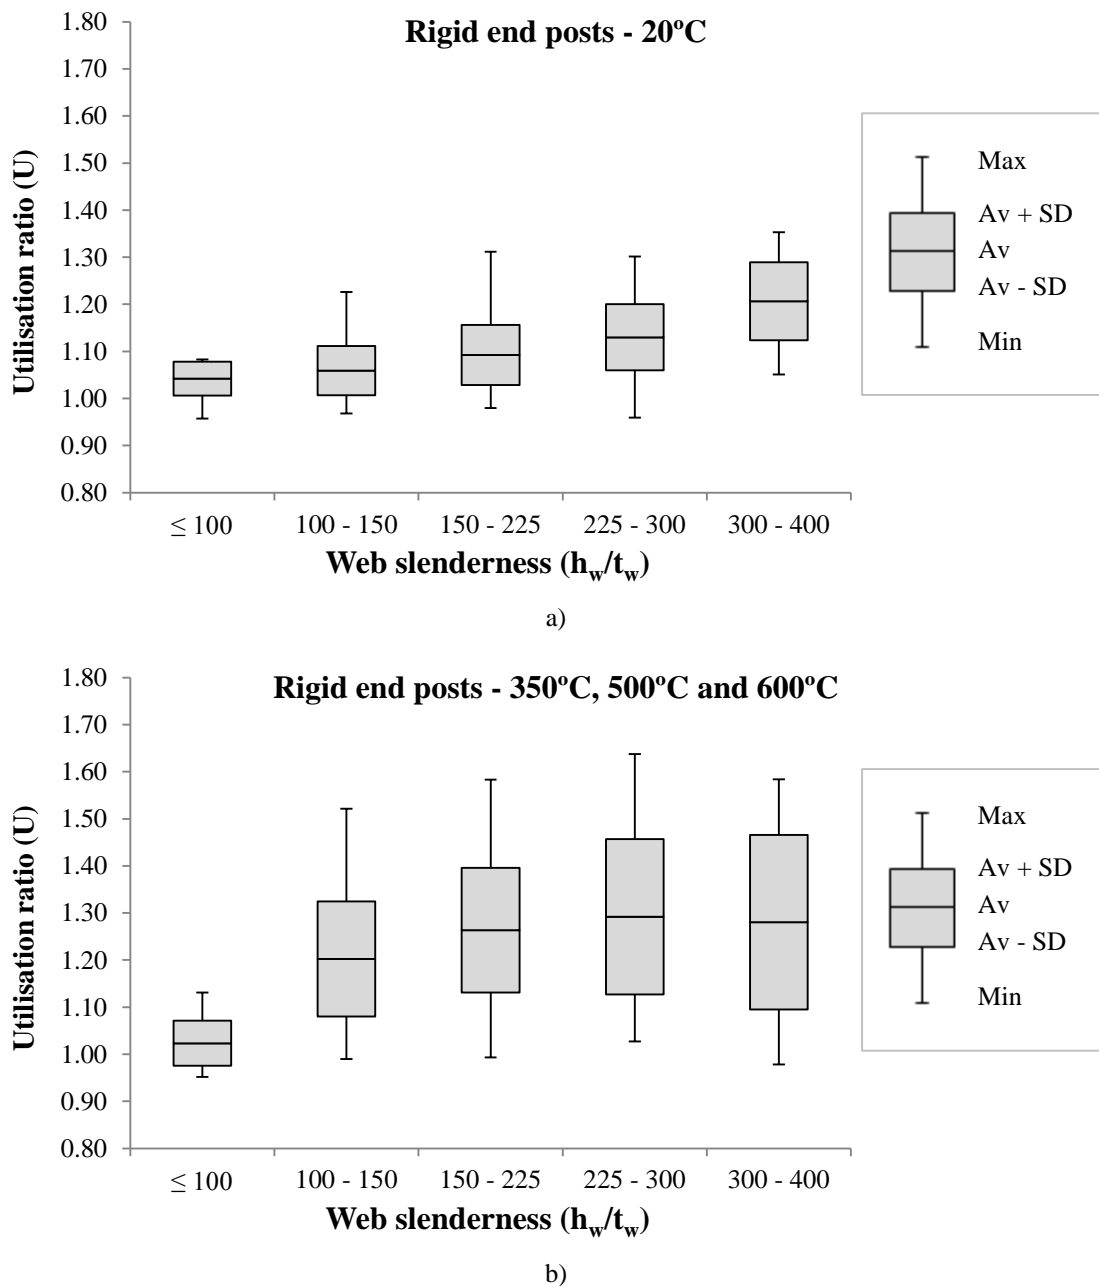 Rigid end posts - 20ºC
Utilisation ratio (U)
1.80
1.70
1.60
1.50
1.40
1.30
1.20
1.10
1.00
0.90
0.80
≤ 100
100 - 150
150 - 225
225 - 300
300 - 400
Web slenderness (hw/tw)
Max
Av + SD
Av
Av - SD
Min
a)
Rigid end posts - 350ºC, 500ºC and 600ºC
Utilisation ratio (U)
1.80
1.70
1.60
1.50
1.40
1.30
1.20
1.10
1.00
0.90
0.80
≤ 100
100 - 150
150 - 225
225 - 300
300 - 400
Web slenderness (hw/tw)
Max
Av + SD
Av
Av - SD
Min
b)